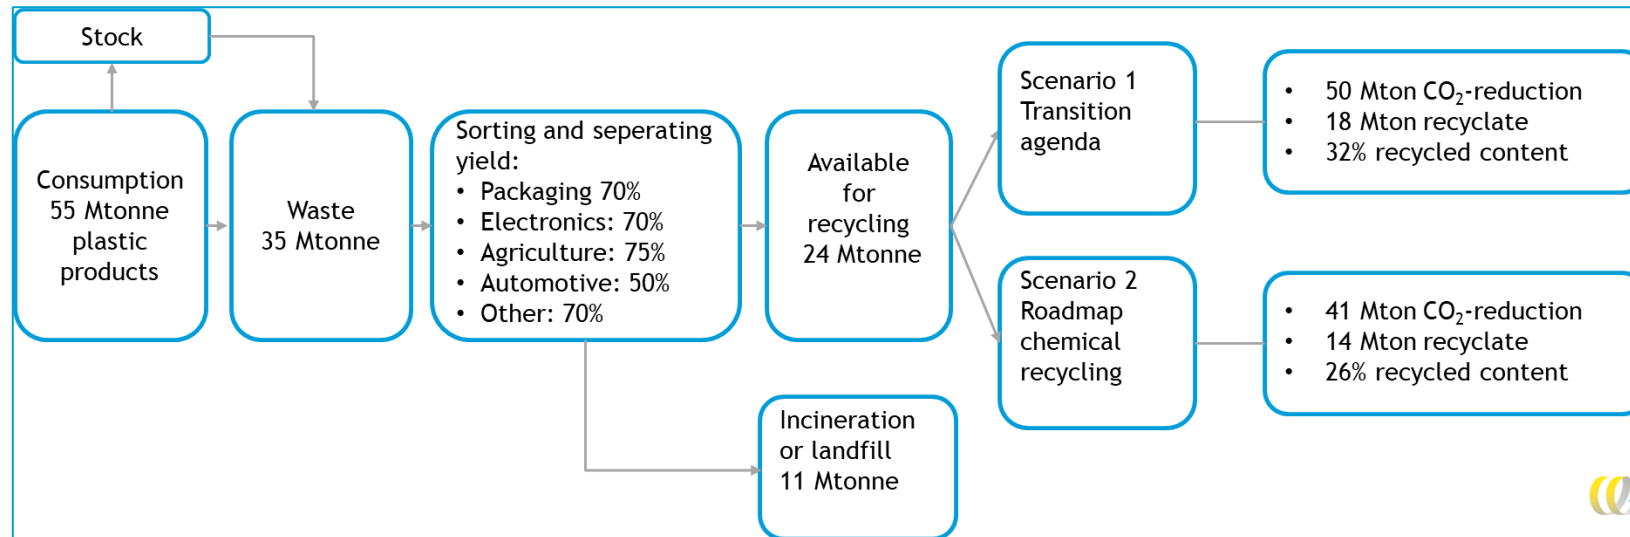 Stock
Consumption
55 Mtonne
plastic
products
Waste
35 Mtonne
Sorting and seperating
yield:
• Packaging 70%
• Electronics: 70%
• Agriculture: 75%
• Automotive: 50%
• Other: 70%
Available
for
recycling
24 Mtonne
Incineration
or landfill
11 Mtonne
Scenario 1
Transition
agenda
• 50 Mton CO₂-reduction
• 18 Mton recyclate
• 32% recycled content
Scenario 2
Roadmap
chemical
recycling
• 41 Mton CO₂-reduction
• 14 Mton recyclate
• 26% recycled content